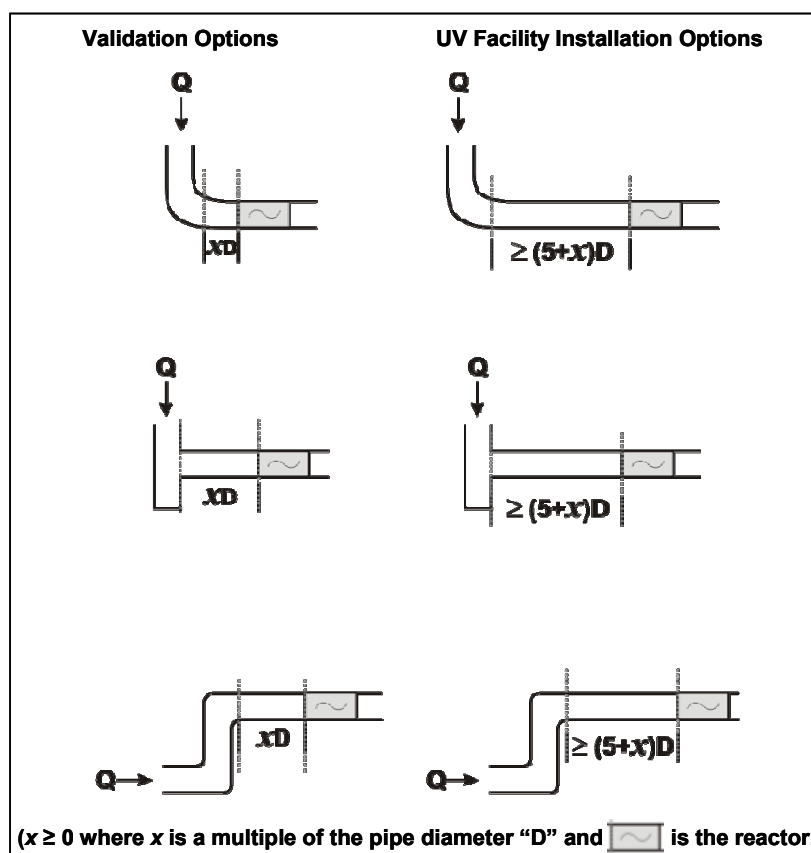 Validation Options UV Facility Installation Options
Q Q
xD ≥ (5+x)D
Q Q
xD ≥ (5+x)D
xD ≥ (5+x)D
Q Q
(x ≥ 0 where x is a multiple of the pipe diameter “D” and is the reactor